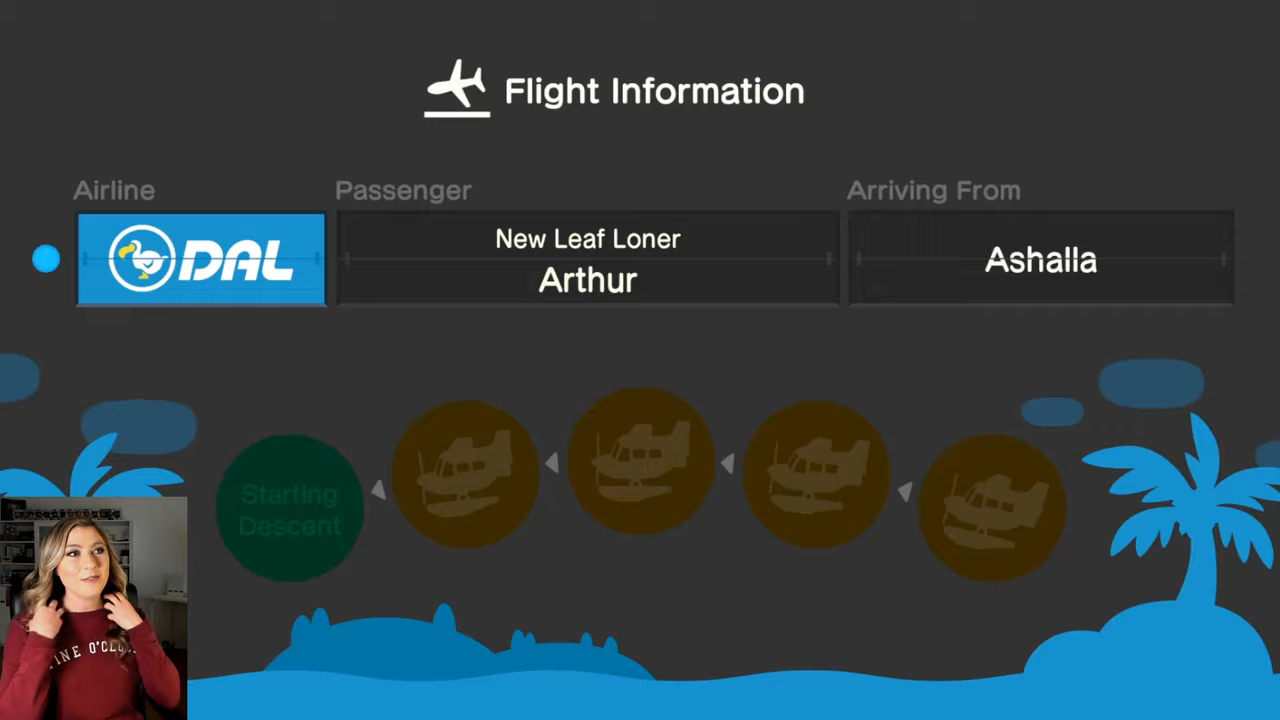 Flight Information
Airline
Passenger
Arriving From
DAL
New Leaf Loner
Arthur
Ashalla
Starting
Descent